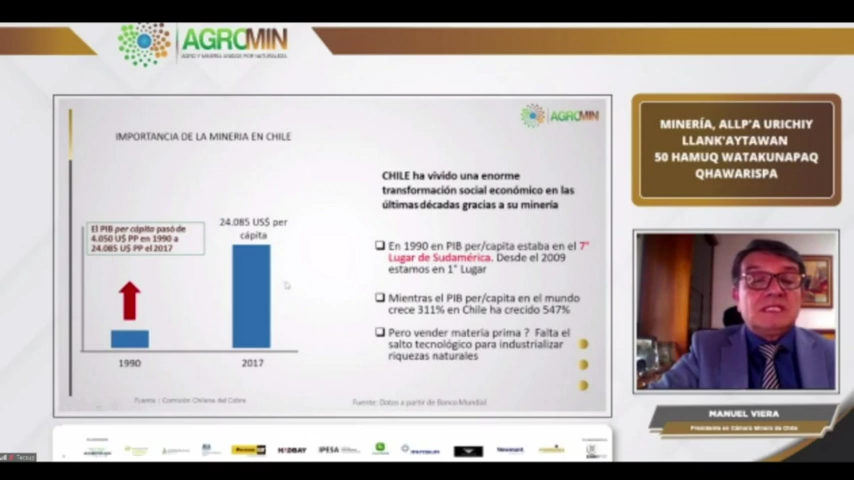 AGROMIN
AGRO Y MINERIA UNIDOS POR NATURALEZA
AGROMIN
IMPORTANCIA DE LA MINERIA EN CHILE
El PIB per cápita pasó de
4.050 U$ PP en 1990 a
24.085 U$ PP el 2017
24.085 US$ per
cápita
1990
2017
Fuente : Comisión Chilena del Cobre
CHILE ha vivido una enorme
transformación social económico en las
últimas décadas gracias a su minería
En 1990 en PIB per/capita estaba en el 7°
Lugar de Sudamérica. Desde el 2009
estamos en 1° Lugar
Mientras el PIB per/capita en el mundo
crece 311% en Chile ha crecido 547%
Pero vender materia prima ? Falta el
salto tecnológico para industrializar
riquezas naturales
Fuente: Datos a partir de Banco Mundial
MINERÍA, ALLP'A URICHIY
LLANK'AYTAWAN
50 HAMUQ WATAKUNAPAQ
QHAWARISPA
MANUEL VIERA
Presidente en Cámara Minera de Chile
HUDBAY
IPESA
Newmont